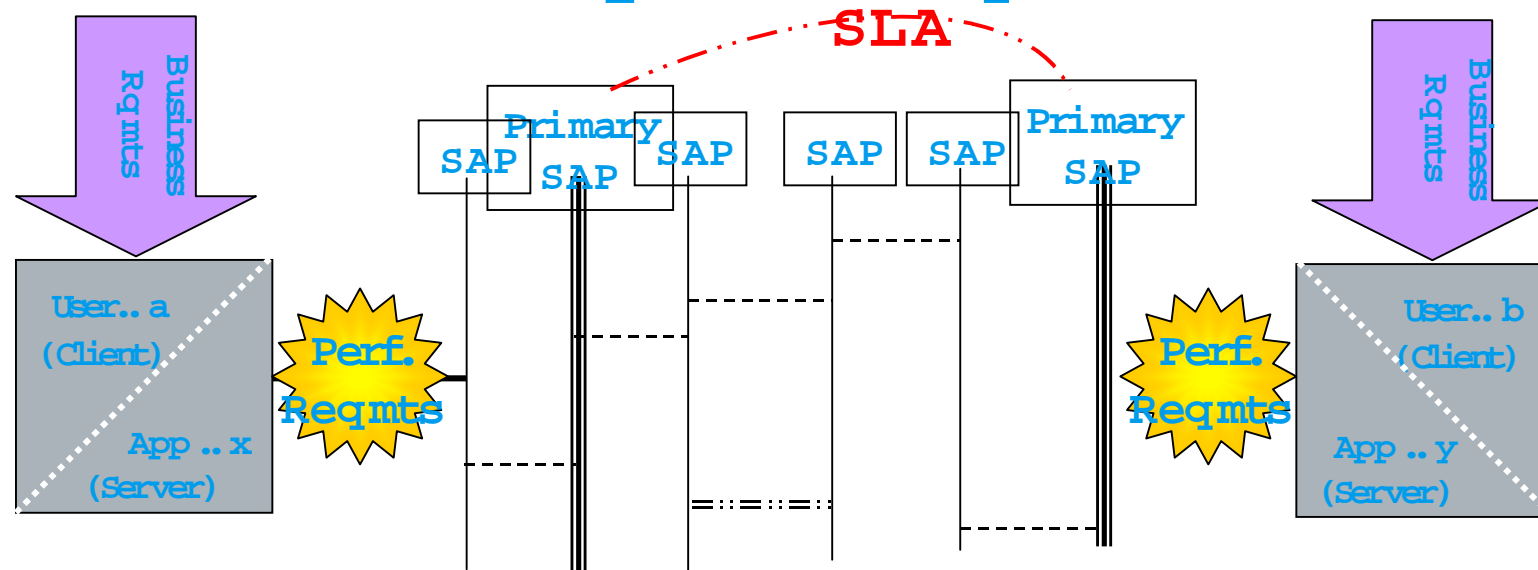 SLA
Business
Rqmts
SAP
Primary
SAP
SAP
SAP
SAP
Primary
SAP
Business
Rqmts
User..a
(Client)
App ..x
(Server)
Perf.
Reqmts
Perf.
Reqmts
User..b
(Client)
App ..y
(Server)